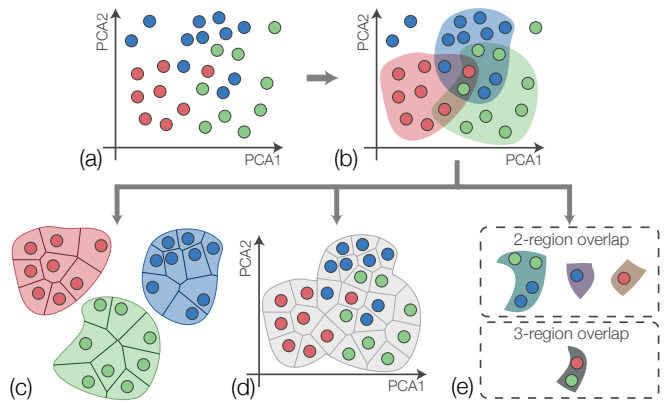 PCA2
PCA1
(a)
PCA2
PCA1
(b)
(c)
PCA2
PCA1
(d)
2-region overlap
3-region overlap
(e)